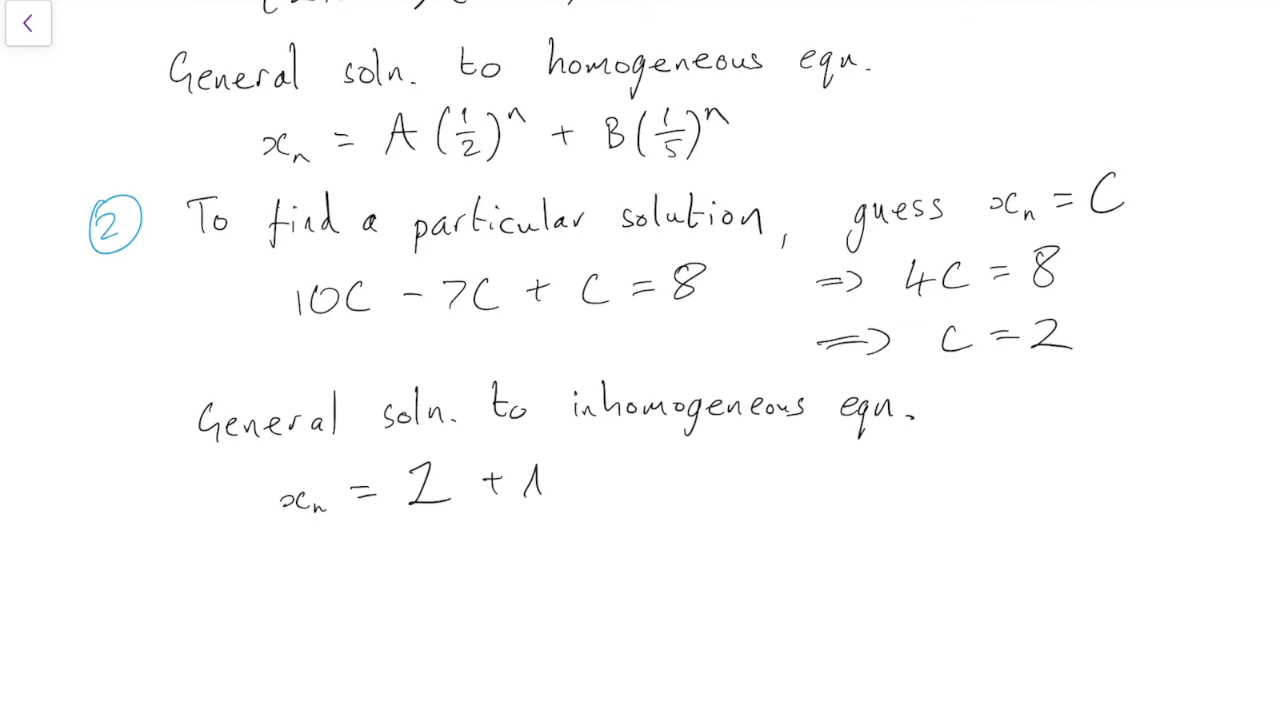 General soln. to homogeneous eqn.
xₙ = A(1/2)ⁿ + B(1/5)ⁿ
② To find a particular solution, guess xₙ = C
10C - 7C + C = 8 => 4C = 8
=> C = 2
General soln. to inhomogeneous eqn.
xₙ = 2 +